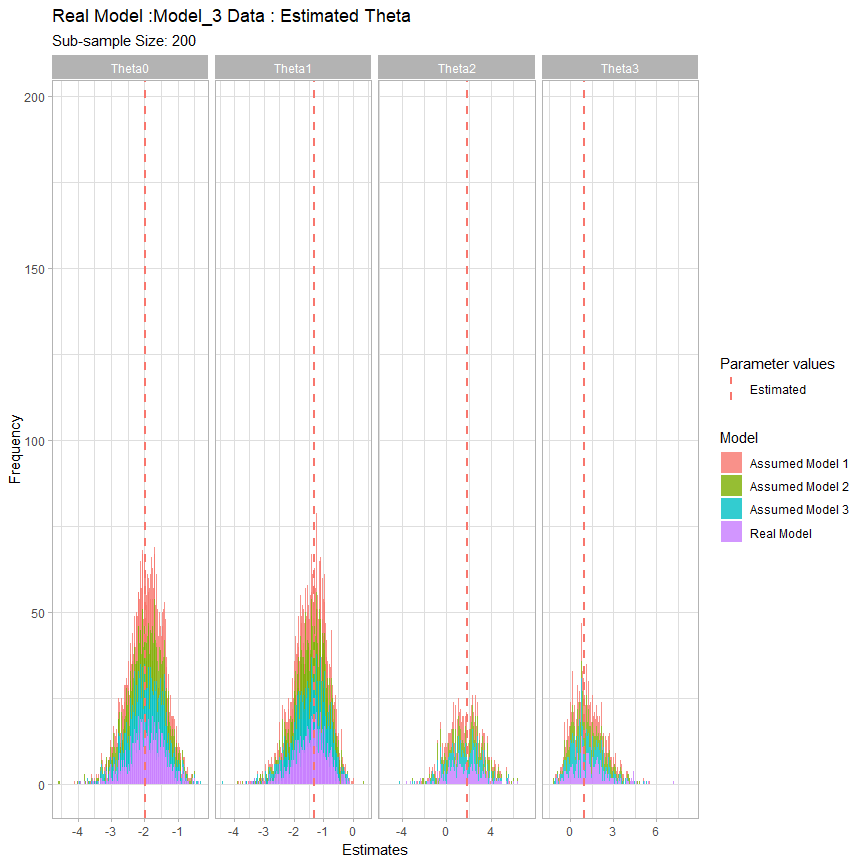 Real Model :Model_3 Data : Estimated Theta
Sub-sample Size: 200
Theta0 Theta1 Theta2 Theta3
200
150
100
50
0
Frequency
-4 -3 -2 -1 -4 -3 -2 -1 0 -4 0 4 0 3 6
Estimates
Parameter values
Estimated
Model
Assumed Model 1
Assumed Model 2
Assumed Model 3
Real Model